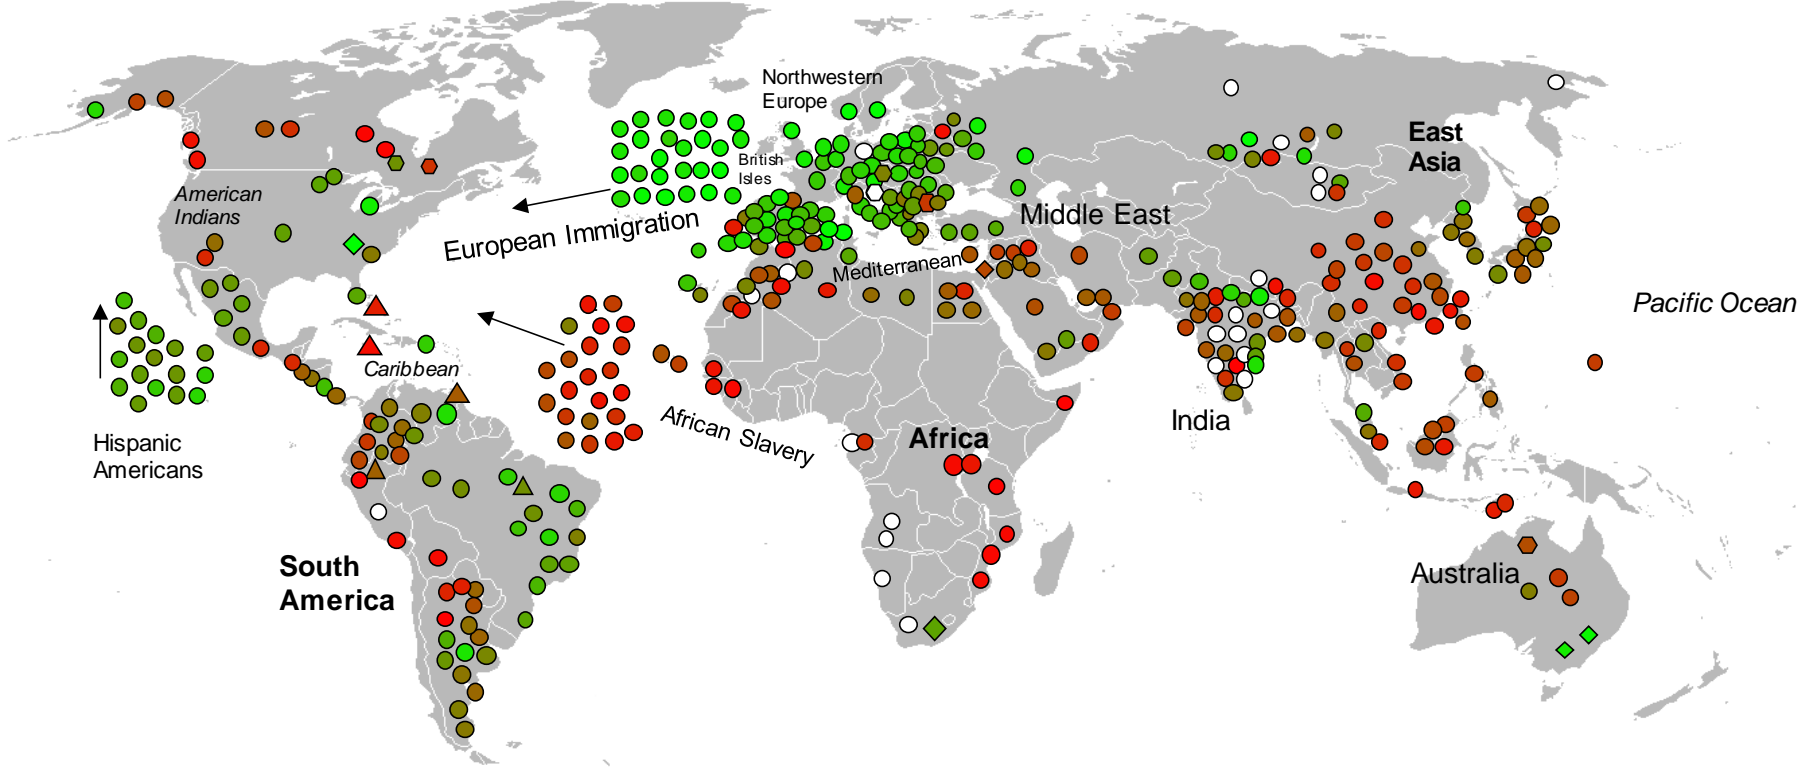 Northwestern
Europe
East
Asia
British
Isles
American
Indians
European Immigration
Middle East
Mediterranean
Pacific Ocean
Caribbean
Hispanic
Americans
African Slavery
Africa
India
South
America
Australia